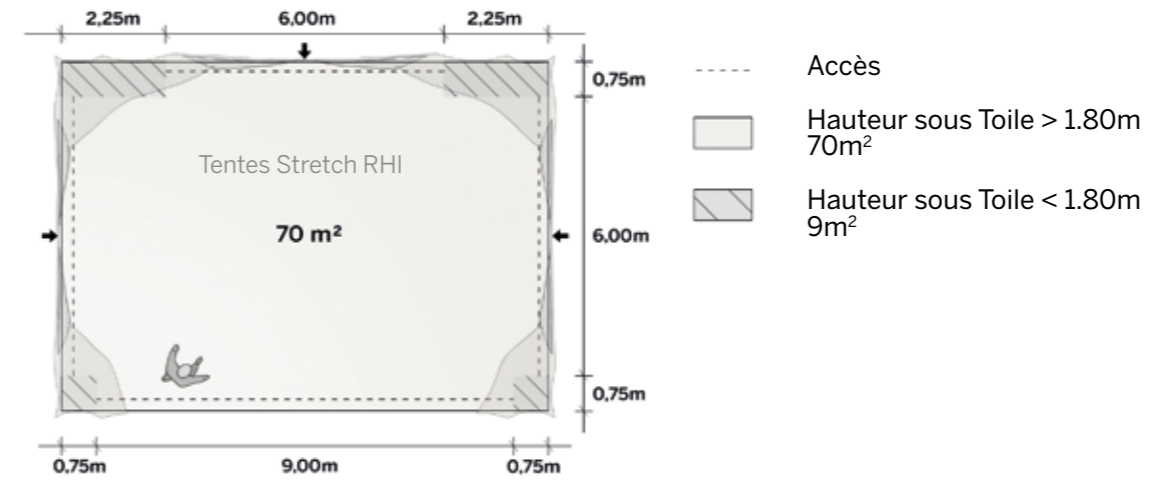 2,25m 6,00m 2,25m
0,75m
Tentes Stretch RHI
70 m²
6,00m
0,75m
0,75m 9,00m 0,75m
Accès
Hauteur sous Toile > 1.80m
70m²
Hauteur sous Toile < 1.80m
9m²